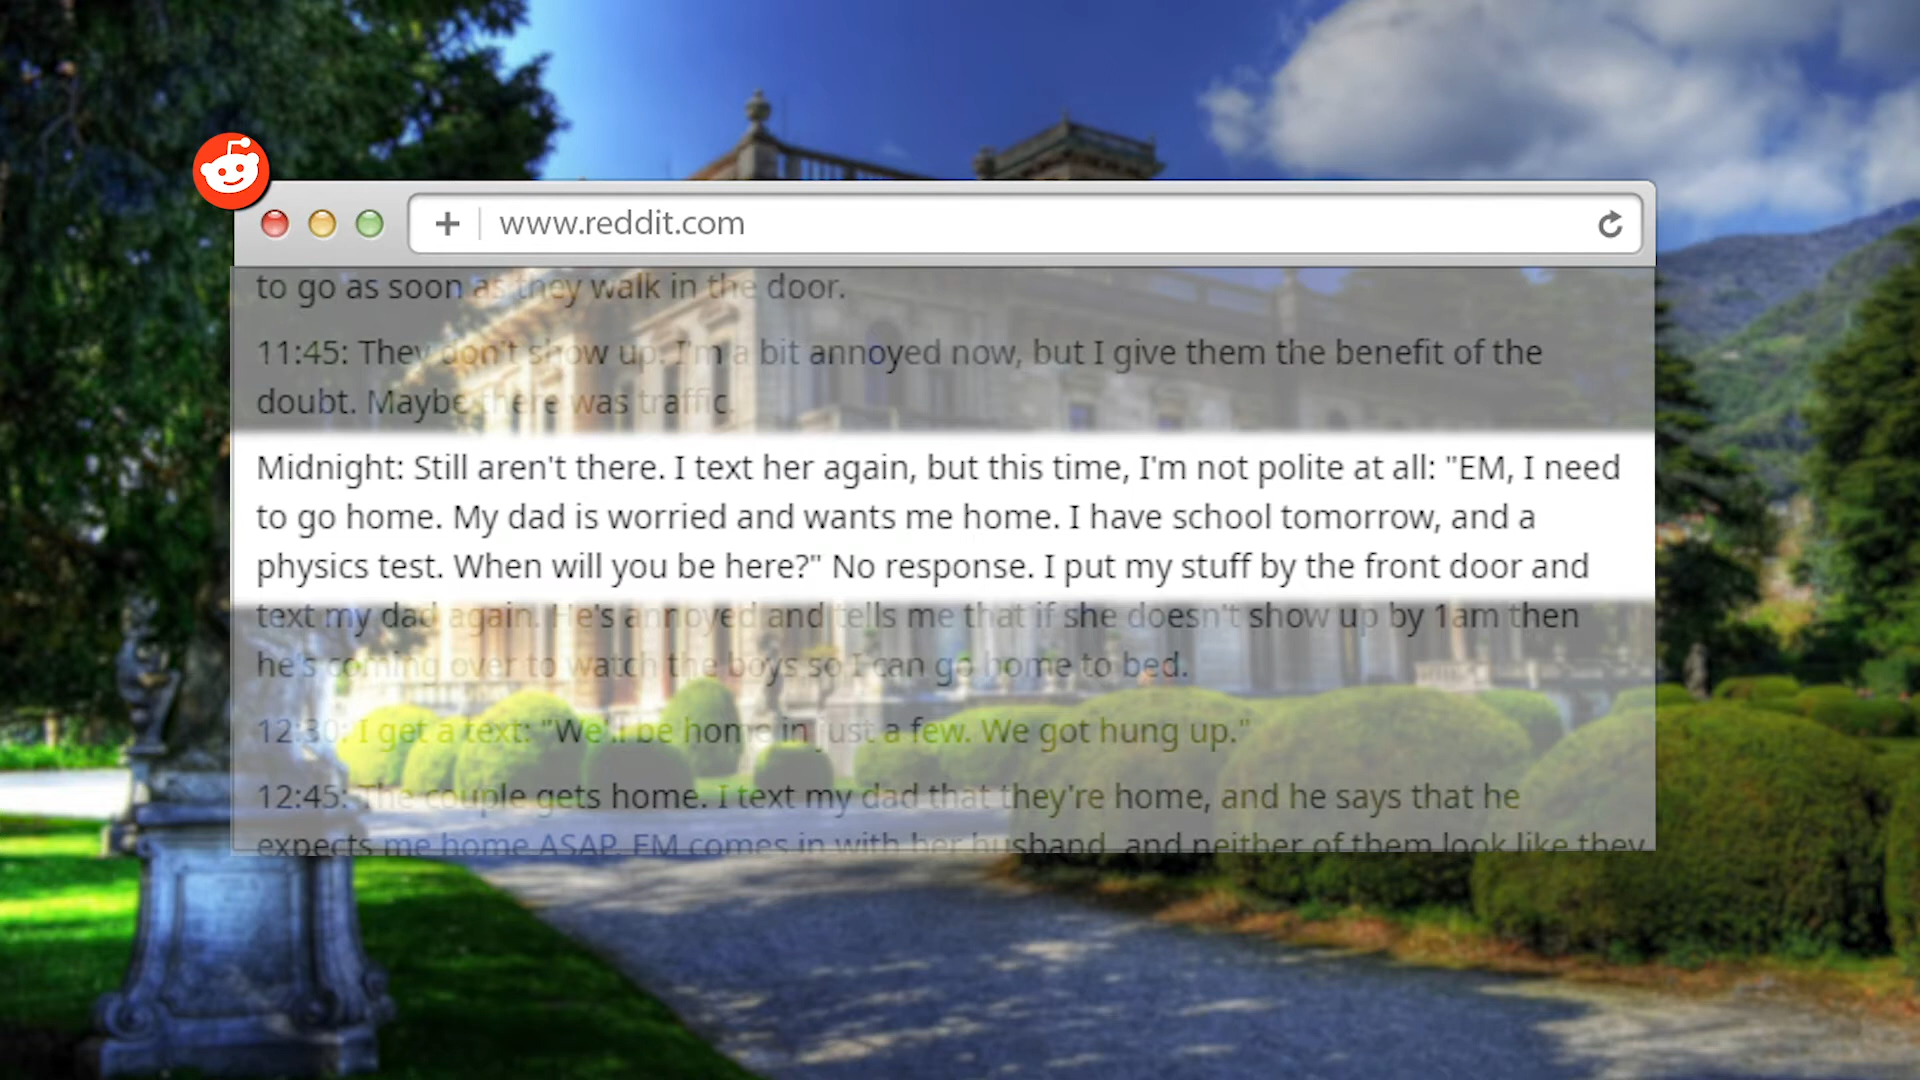 www.reddit.com
to go as soon as they walk in the door.
11:45: They don't show up. I'm a bit annoyed now, but I give them the benefit of the
doubt. Maybe there was traffic.
Midnight: Still aren't there. I text her again, but this time, I'm not polite at all: "EM, I need
to go home. My dad is worried and wants me home. I have school tomorrow, and a
physics test. When will you be here?" No response. I put my stuff by the front door and
text my dad again. He's annoyed and tells me that if she doesn't show up by 1am then
he's coming over to watch the boys so I can go home to bed.
12:30: I get a text: "We'll be home in just a few. We got hung up."
12:45: The couple gets home. I text my dad that they're home, and he says that he
expects me home ASAP. EM comes in with her husband, and neither of them look like they